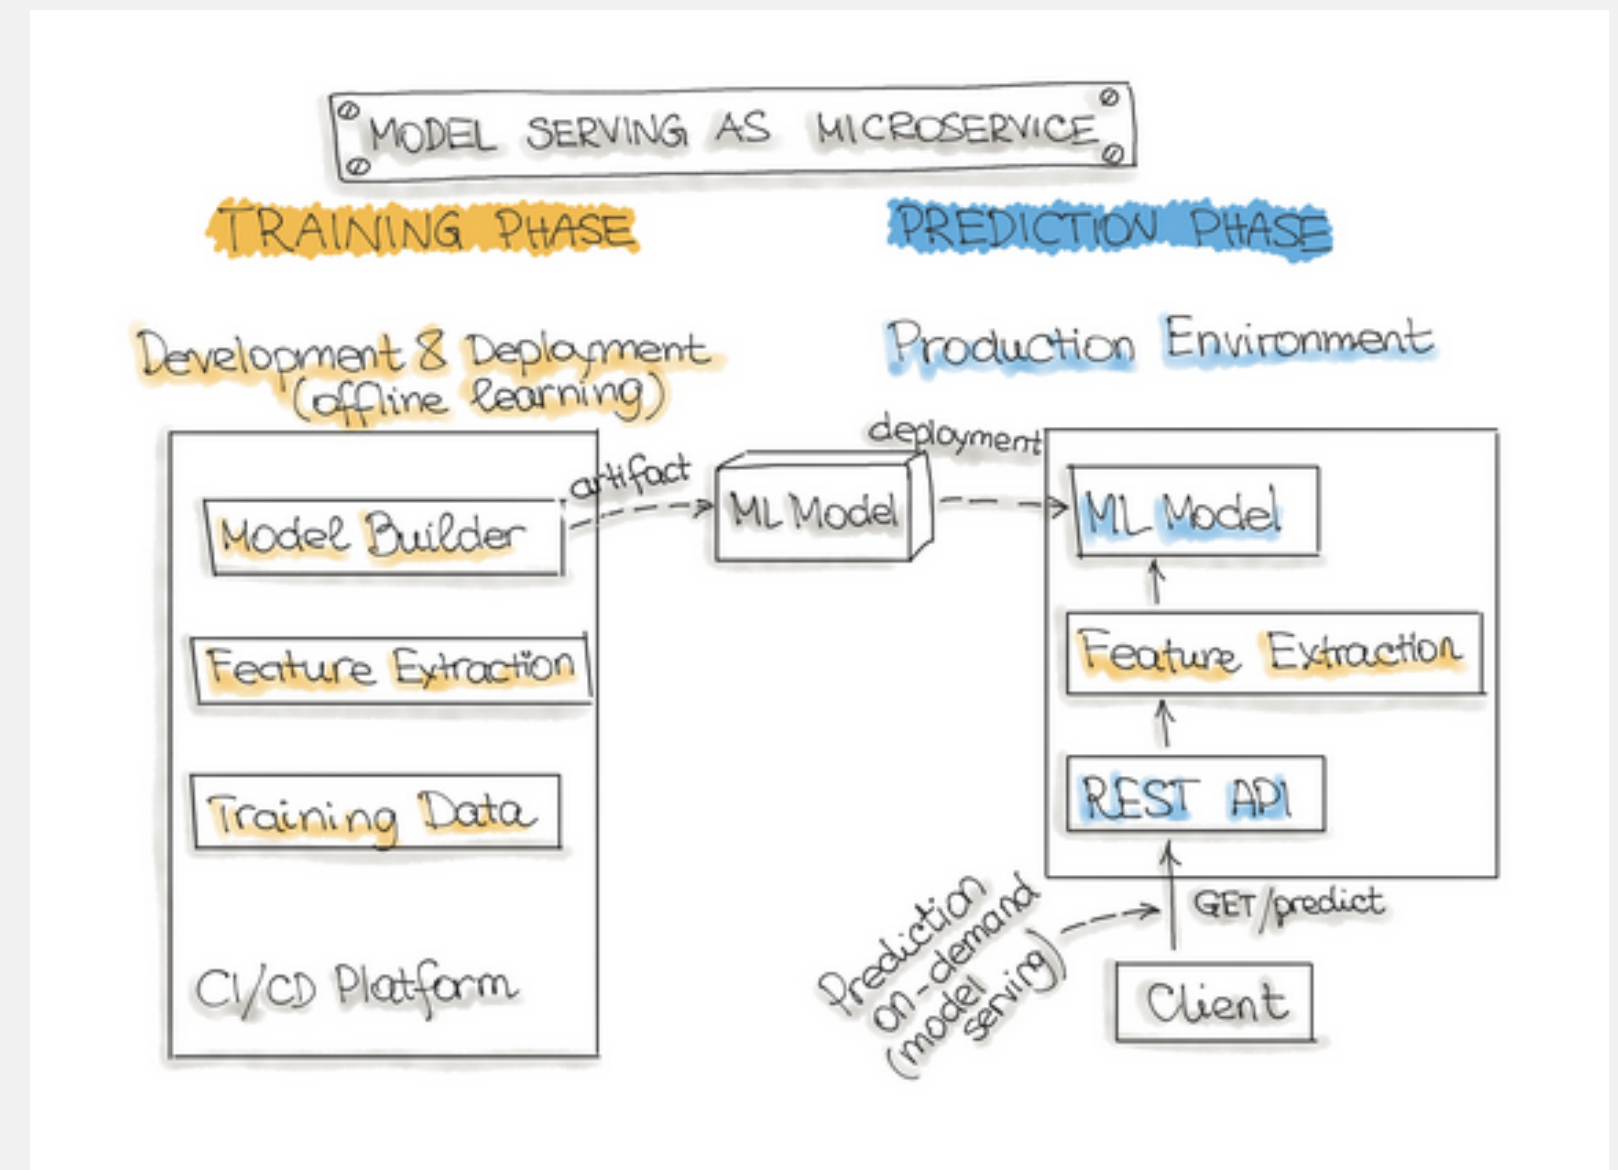 MODEL SERVING AS MICROSERVICE
TRAINING PHASE
PREDICTION PHASE
Development & Deployment
(offline learning)
Production Environment
Model Builder
artifact
ML Model
deployment
ML Model
Feature Extraction
Feature Extraction
Training Data
REST API
CI/CD Platform
Prediction
on-demand
(model
serving)
GET/predict
Client